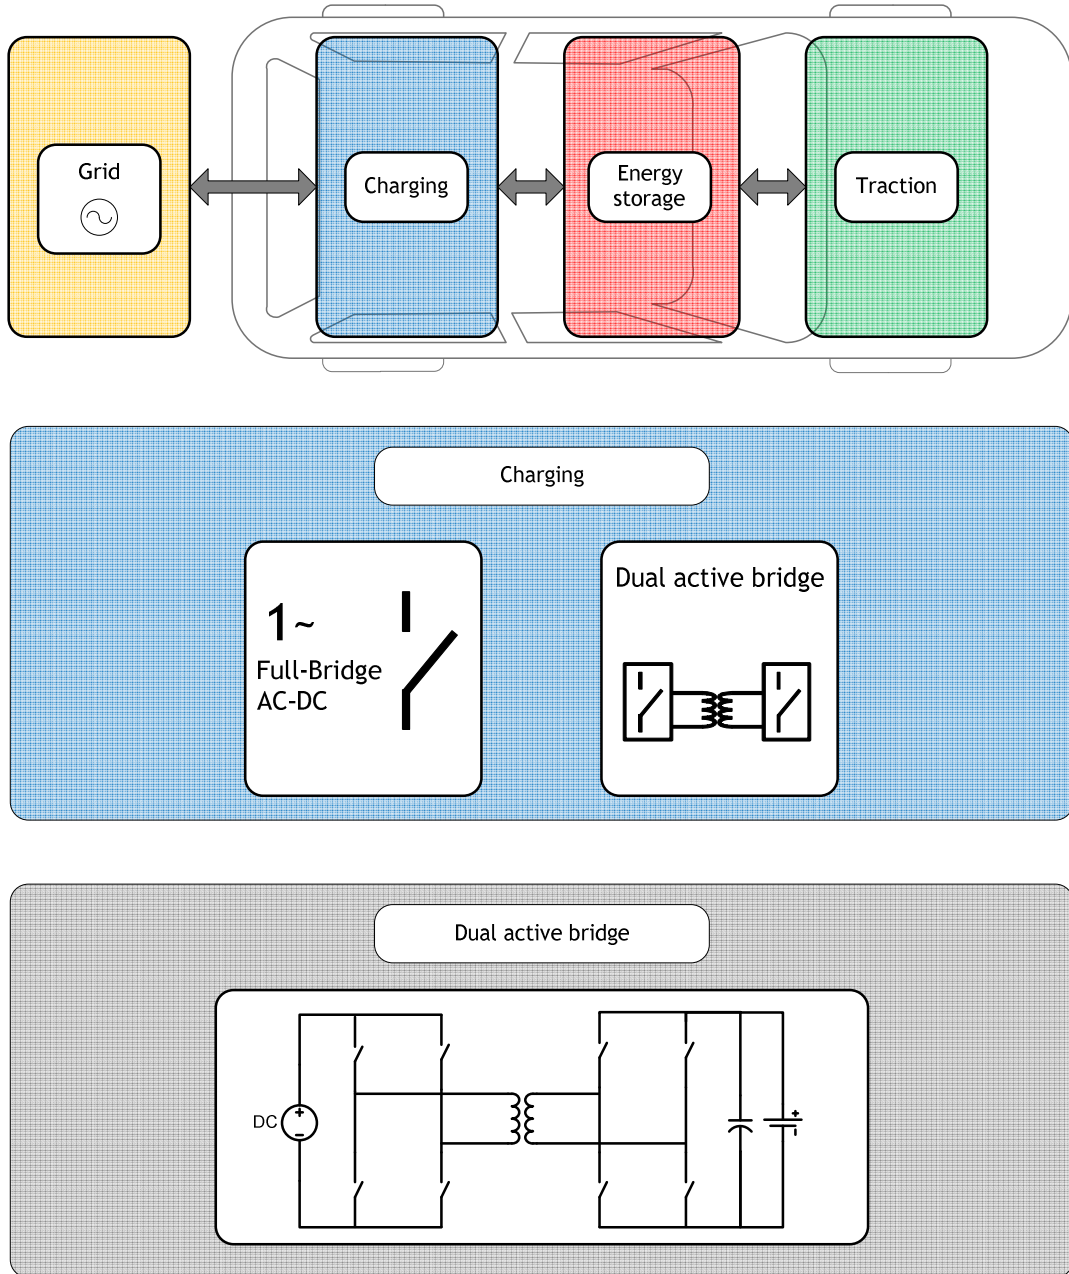 Grid
Charging
Energy
storage
Traction
Charging
1~
Full-Bridge
AC-DC
Dual active bridge
Dual active bridge
DC